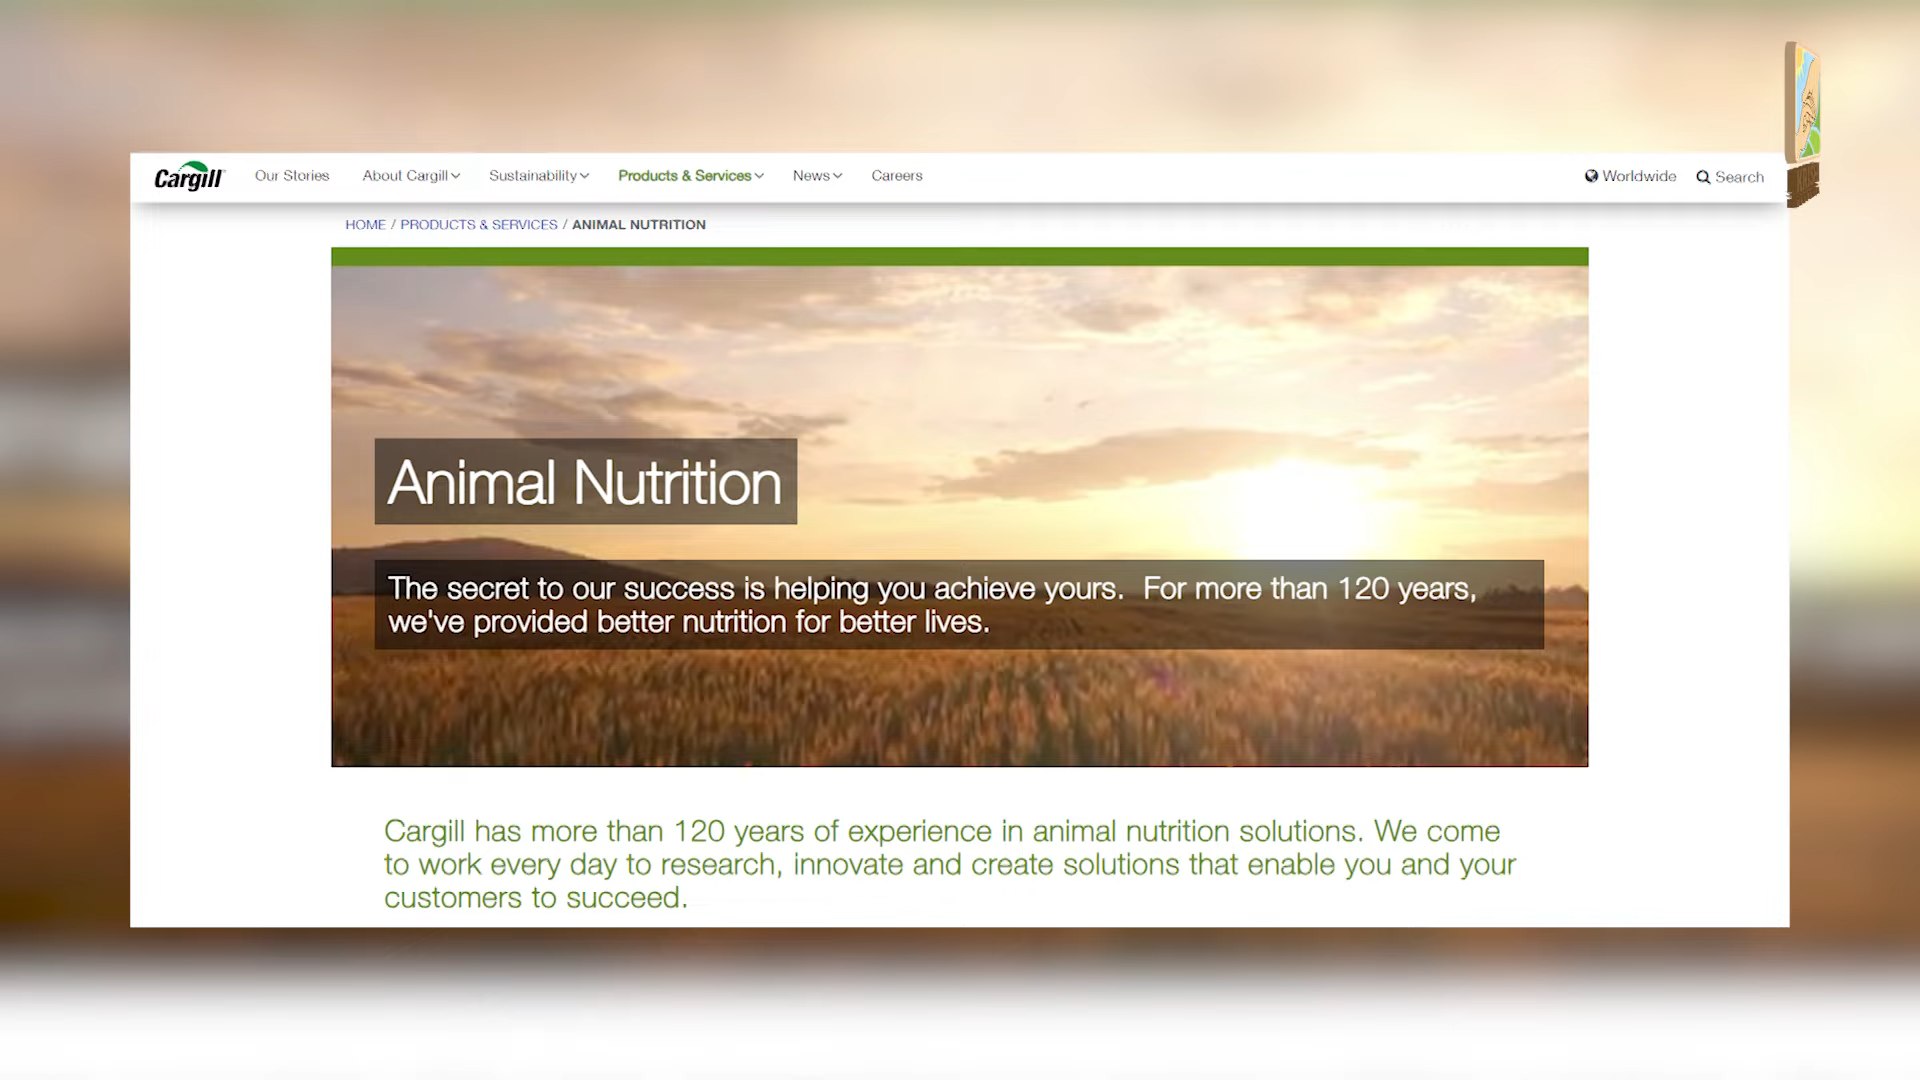 Cargill
Our Stories
About Cargill
Sustainability
Products & Services
News
Careers
Worldwide
Search
HOME / PRODUCTS & SERVICES / ANIMAL NUTRITION
Animal Nutrition
The secret to our success is helping you achieve yours. For more than 120 years,
we've provided better nutrition for better lives.
Cargill has more than 120 years of experience in animal nutrition solutions. We come
to work every day to research, innovate and create solutions that enable you and your
customers to succeed.